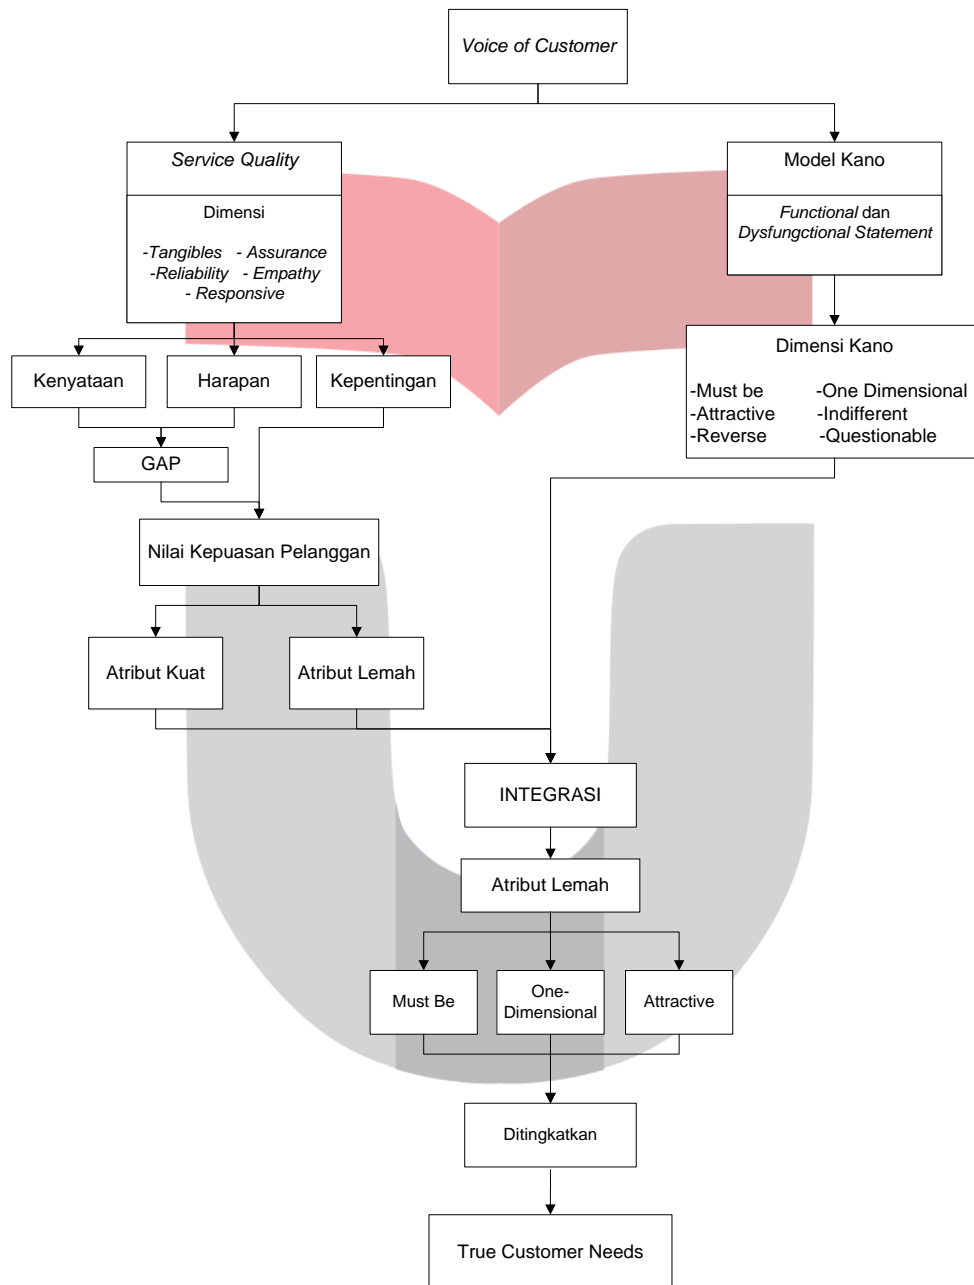 Voice of Customer
Service Quality
Dimensi
-Tangibles - Assurance
-Reliability - Empathy
- Responsive
Model Kano
Functional dan
Dysfungctional Statement
Kenyataan
Harapan
Kepentingan
Dimensi Kano
-Must be -One Dimensional
-Attractive -Indifferent
-Reverse -Questionable
GAP
Nilai Kepuasan Pelanggan
Atribut Kuat
Atribut Lemah
INTEGRASI
Atribut Lemah
Must Be
One-
Dimensional
Attractive
Ditingkatkan
True Customer Needs